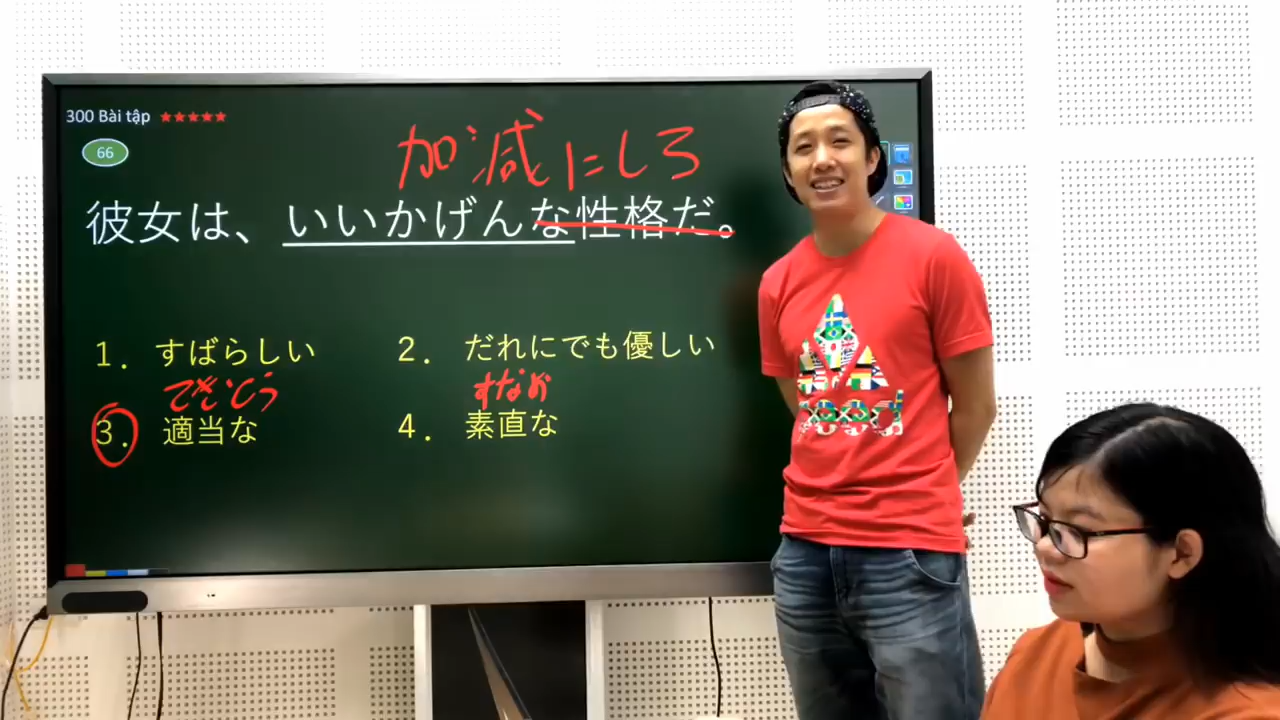 300 Bài tập ★★★★★
66
加減にしろ
彼女は、いいかげんな性格だ。
1. すばらしい
2. だれにでも優しい
てきとう
すなお
3. 適当な
4. 素直な